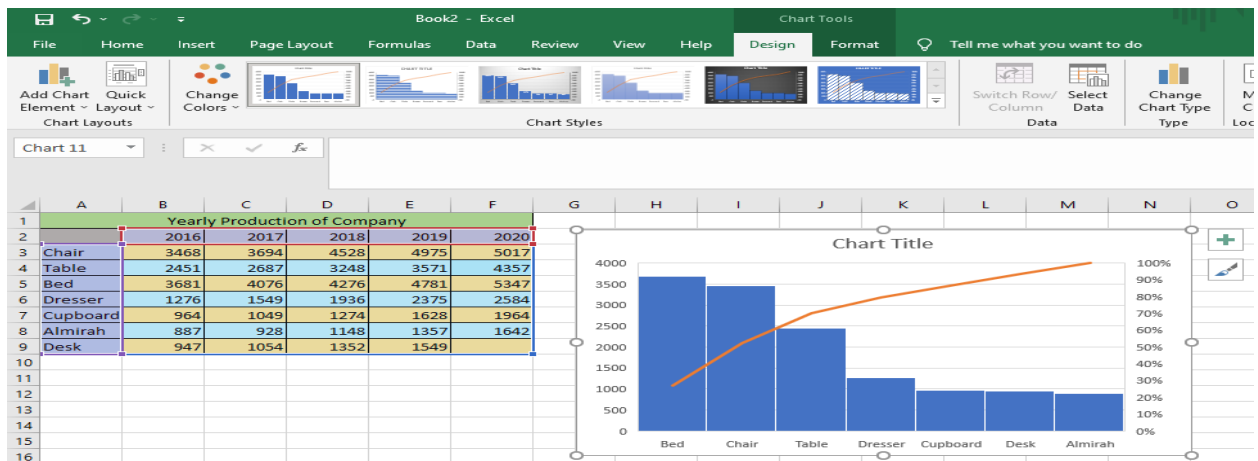 Book2 - Excel
Chart Tools
File Home Insert Page Layout Formulas Data Review View Help Design Format Tell me what you want to do
Add Chart Element
Quick Layout
Change Colors
Switch Row/ Column
Select Data
Change Chart Type
Chart Layouts
Chart Styles
Data
Type
Chart 11
fx
A B C D E F G H I J K L M N O
1 Yearly Production of Company
2 2016 2017 2018 2019 2020
3 Chair 3468 3694 4528 4975 5017
4 Table 2451 2687 3248 3571 4357
5 Bed 3681 4076 4276 4781 5347
6 Dresser 1276 1549 1936 2375 2584
7 Cupboard 964 1049 1274 1628 1964
8 Almirah 887 928 1148 1357 1642
9 Desk 947 1054 1352 1549
10
11
12
13
14
15
16
Chart Title
4000
3500
3000
2500
2000
1500
1000
500
0
100%
90%
80%
70%
60%
50%
40%
30%
20%
10%
0%
Bed Chair Table Dresser Cupboard Desk Almirah